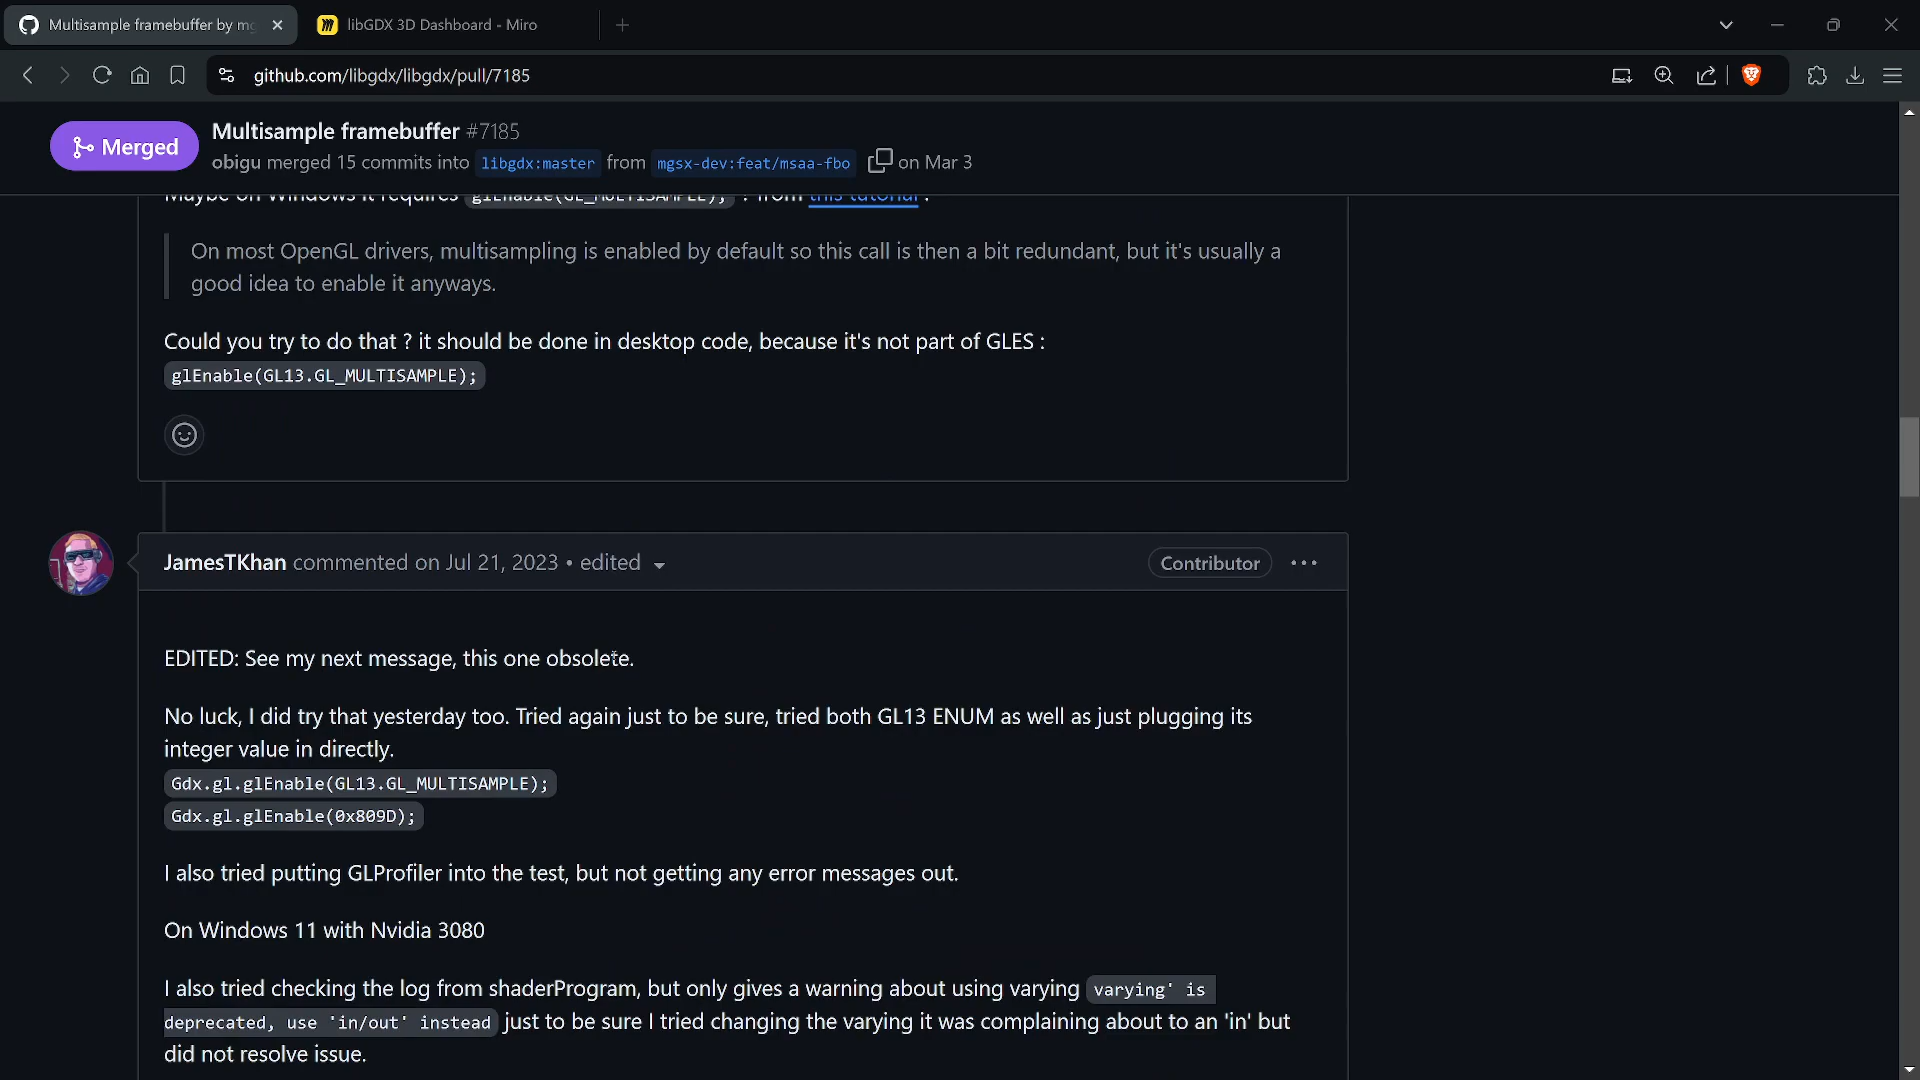 Multisample framebuffer by mg
libGDX 3D Dashboard - Miro
github.com/libgdx/libgdx/pull/7185
Merged
Multisample framebuffer #7185
obigu merged 15 commits into libgdx:master from mgsx-dev:feat/msaa-fbo on Mar 3
Maybe on Windows it requires glEnable(GL_MULTISAMPLE); ? from this tutorial :
On most OpenGL drivers, multisampling is enabled by default so this call is then a bit redundant, but it's usually a
good idea to enable it anyways.
Could you try to do that ? it should be done in desktop code, because it's not part of GLES :
glEnable(GL13.GL_MULTISAMPLE);
JamesTKhan commented on Jul 21, 2023 • edited
Contributor
EDITED: See my next message, this one obsolete.
No luck, I did try that yesterday too. Tried again just to be sure, tried both GL13 ENUM as well as just plugging its
integer value in directly.
Gdx.gl.glEnable(GL13.GL_MULTISAMPLE);
Gdx.gl.glEnable(0x809D);
I also tried putting GLProfiler into the test, but not getting any error messages out.
On Windows 11 with Nvidia 3080
I also tried checking the log from shaderProgram, but only gives a warning about using varying varying' is
deprecated, use 'in/out' instead just to be sure I tried changing the varying it was complaining about to an 'in' but
did not resolve issue.